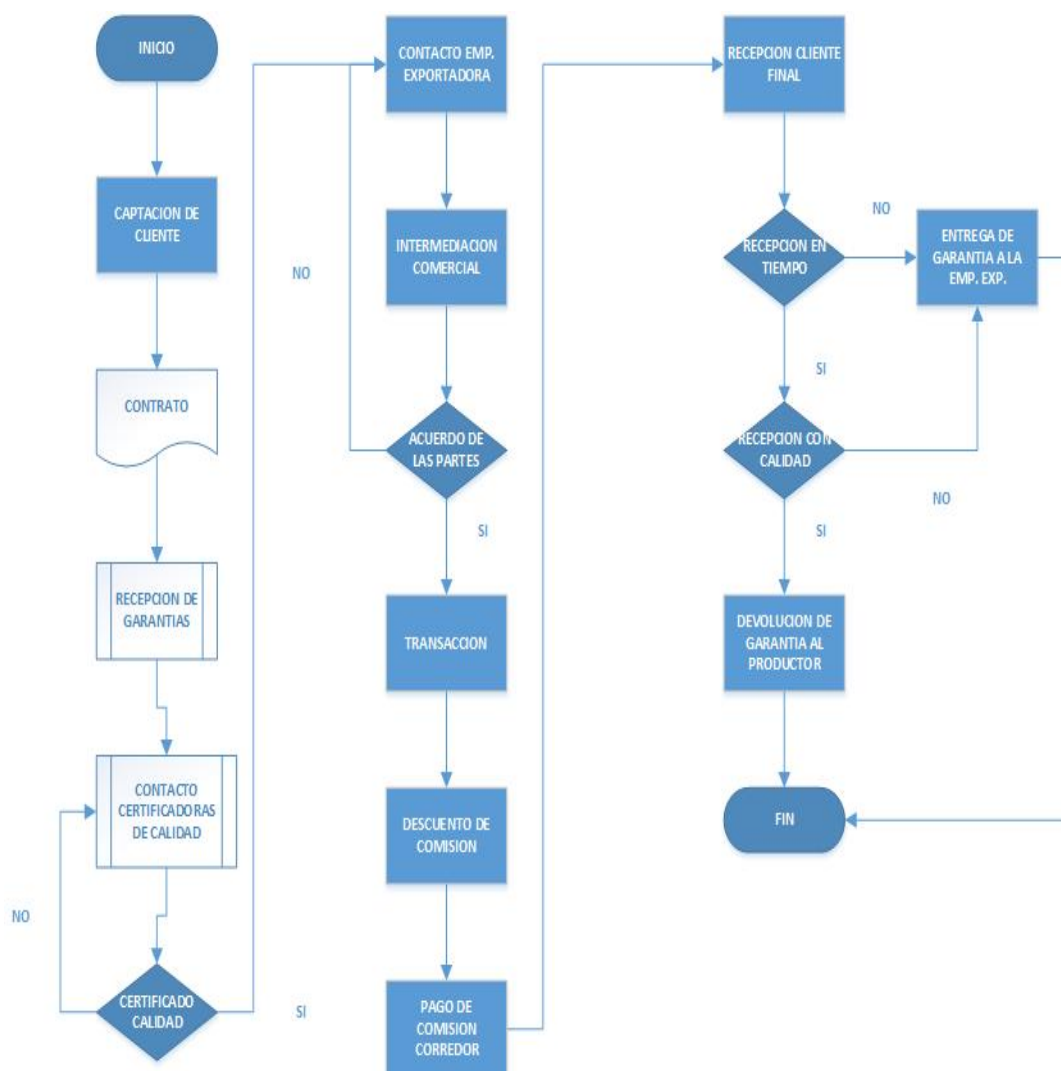 INICIO
CAPTACION DE
CLIENTE
CONTRATO
RECEPCION DE
GARANTIAS
CONTACTO
CERTIFICADORAS
DE CALIDAD
NO
CERTIFICADO
CALIDAD
SI
CONTACTO EMP.
EXPORTADORA
INTERMEDIACION
COMERCIAL
NO
ACUERDO DE
LAS PARTES
SI
TRANSACCION
DESCUENTO DE
COMISION
PAGO DE
COMISION
CORREDOR
RECEPCION CLIENTE
FINAL
RECEPCION EN
TIEMPO
NO
ENTREGA DE
GARANTIA A LA
EMP. EXP.
SI
RECEPCION CON
CALIDAD
NO
SI
DEVOLUCION DE
GARANTIA AL
PRODUCTOR
FIN